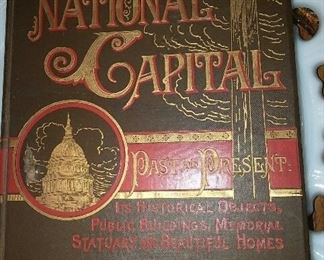 NATIONAL
CAPITAL
PAST AND PRESENT.
ITS HISTORICAL OBJECTS,
PUBLIC BUILDINGS, MEMORIAL
STATUARY AND BEAUTIFUL HOMES